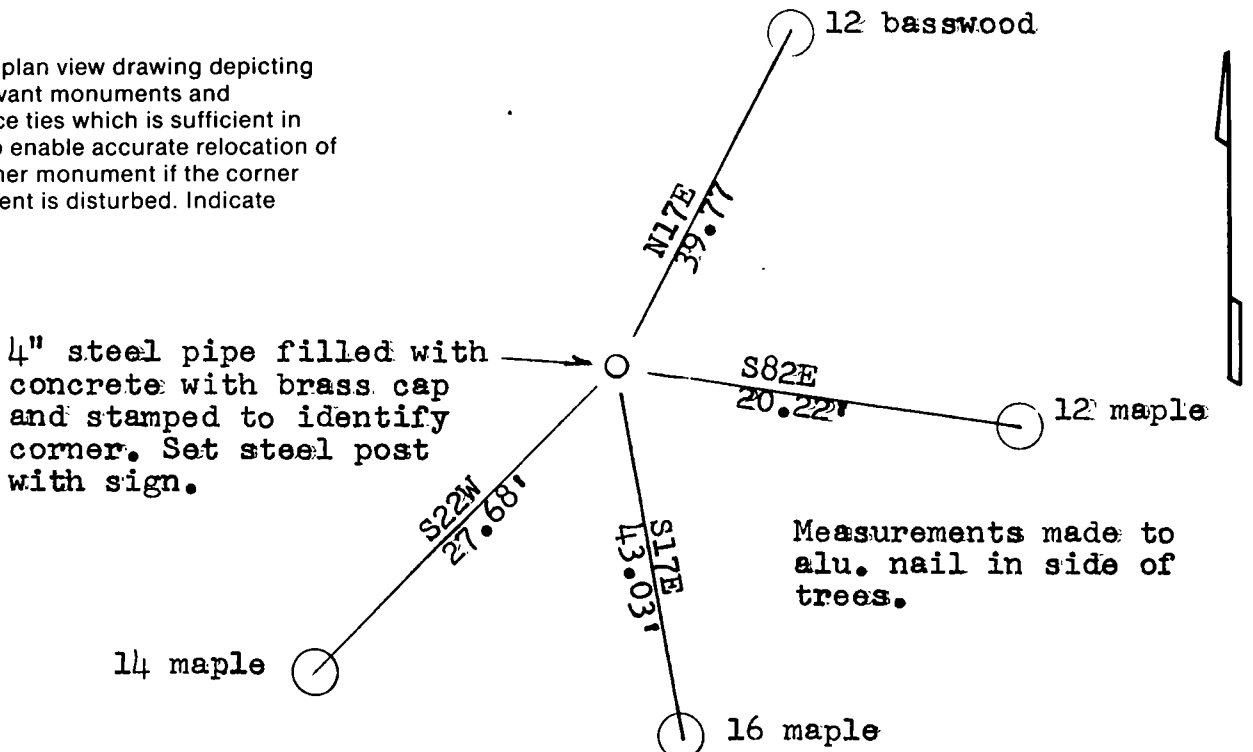 12 basswood
plan view drawing depicting
vant monuments and
ce ties which is sufficient in
o enable accurate relocation of
ner monument if the corner
ent is disturbed. Indicate
N17E
39.77
4" steel pipe filled with
concrete with brass cap
and stamped to identify
corner. Set steel post
with sign.
S82E
20.22'
12 maple
S22W
27.68'
S17E
43.03'
Measurements made to
alu. nail in side of
trees.
14 maple
16 maple